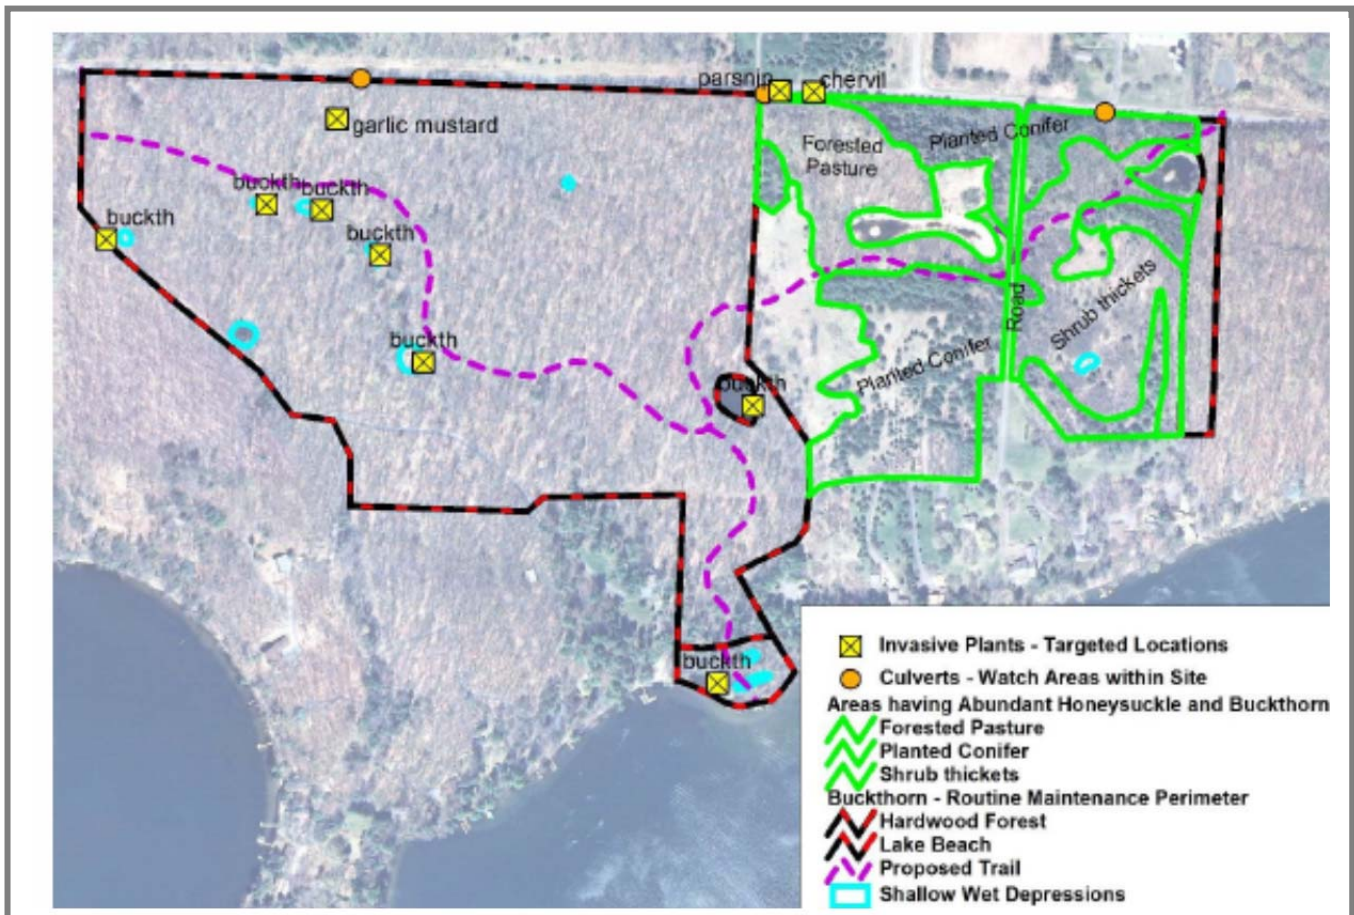 parsnip
chervil
garlic mustard
Forested
Pasture
Planted Conifer
buckth
buckth
buckth
buckth
buckth
buckth
Planted Conifer
Road
Shrub thickets
buckth
Invasive Plants - Targeted Locations
Culverts - Watch Areas within Site
Areas having Abundant Honeysuckle and Buckthorn
Forested Pasture
Planted Conifer
Shrub thickets
Buckthorn - Routine Maintenance Perimeter
Hardwood Forest
Lake Beach
Proposed Trail
Shallow Wet Depressions